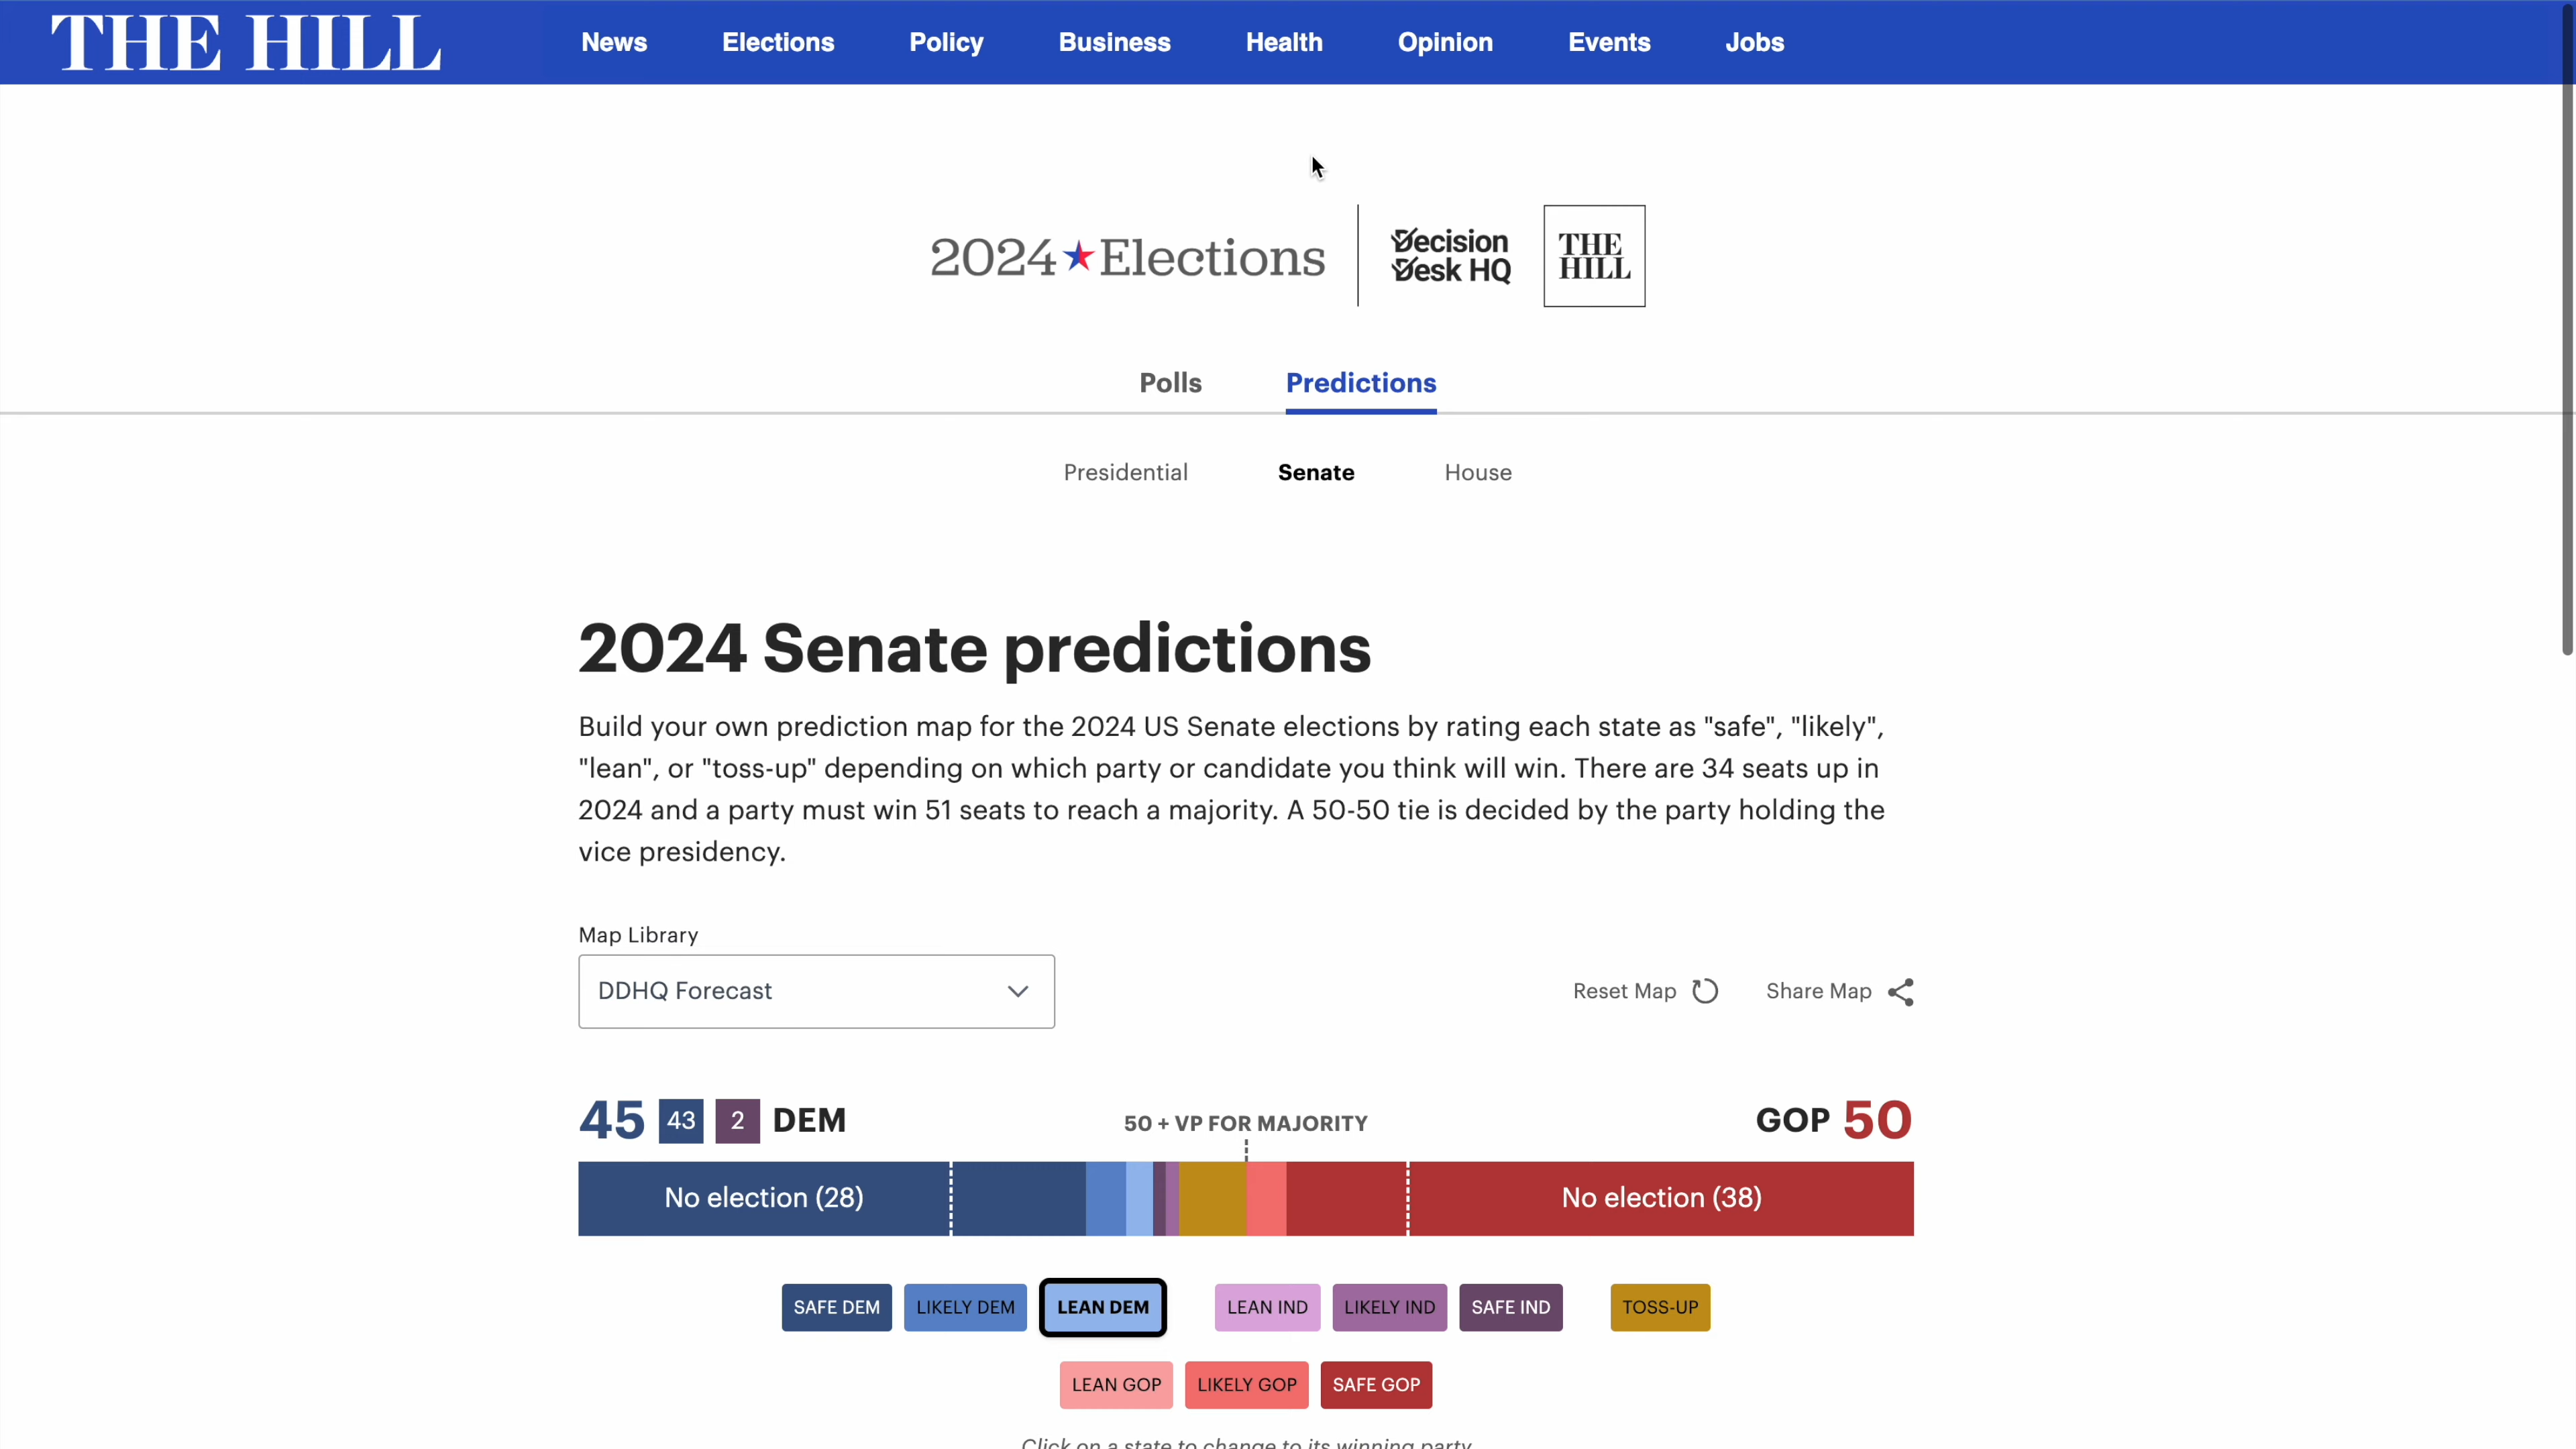 THE HILL
News Elections Policy Business Health Opinion Events Jobs
2024 Elections
Decision
Desk HQ
THE
HILL
Polls Predictions
Presidential Senate House
2024 Senate predictions
Build your own prediction map for the 2024 US Senate elections by rating each state as "safe", "likely",
"lean", or "toss-up" depending on which party or candidate you think will win. There are 34 seats up in
2024 and a party must win 51 seats to reach a majority. A 50-50 tie is decided by the party holding the
vice presidency.
Map Library
DDHQ Forecast
Reset Map Share Map
45 43 2 DEM
50 + VP FOR MAJORITY
GOP 50
No election (28) No election (38)
SAFE DEM LIKELY DEM LEAN DEM LEAN IND LIKELY IND SAFE IND TOSS-UP
LEAN GOP LIKELY GOP SAFE GOP
Click on a state to change to its winning party